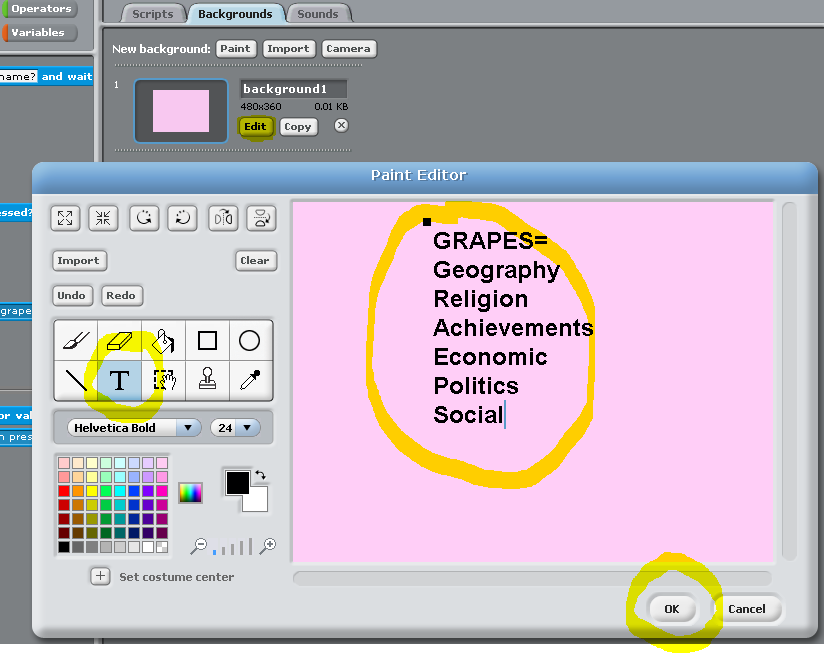 Operators
Variables
Scripts Backgrounds Sounds
New background: Paint Import Camera
name? and wait
1
background1
480x360 0.01 KB
Edit Copy
Paint Editor
essed?
Import Clear
Undo Redo
grape
T
Helvetica Bold 24
or val
n pres
GRAPES=
Geography
Religion
Achievements
Economic
Politics
Social
Set costume center
OK Cancel